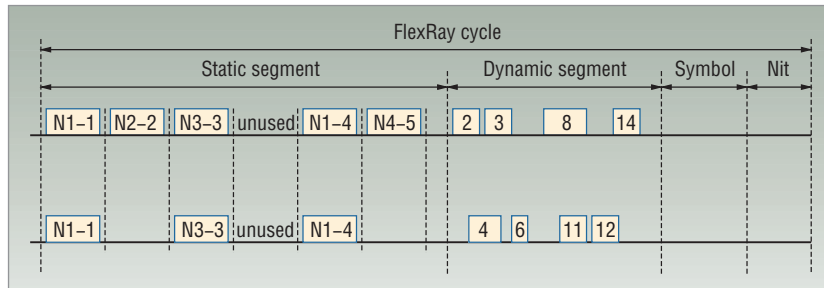 FlexRay cycle
Static segment Dynamic segment Symbol Nit
N1–1 N2–2 N3–3 unused N1–4 N4–5 2 3 8 14
N1–1 N3–3 unused N1–4 4 6 11 12